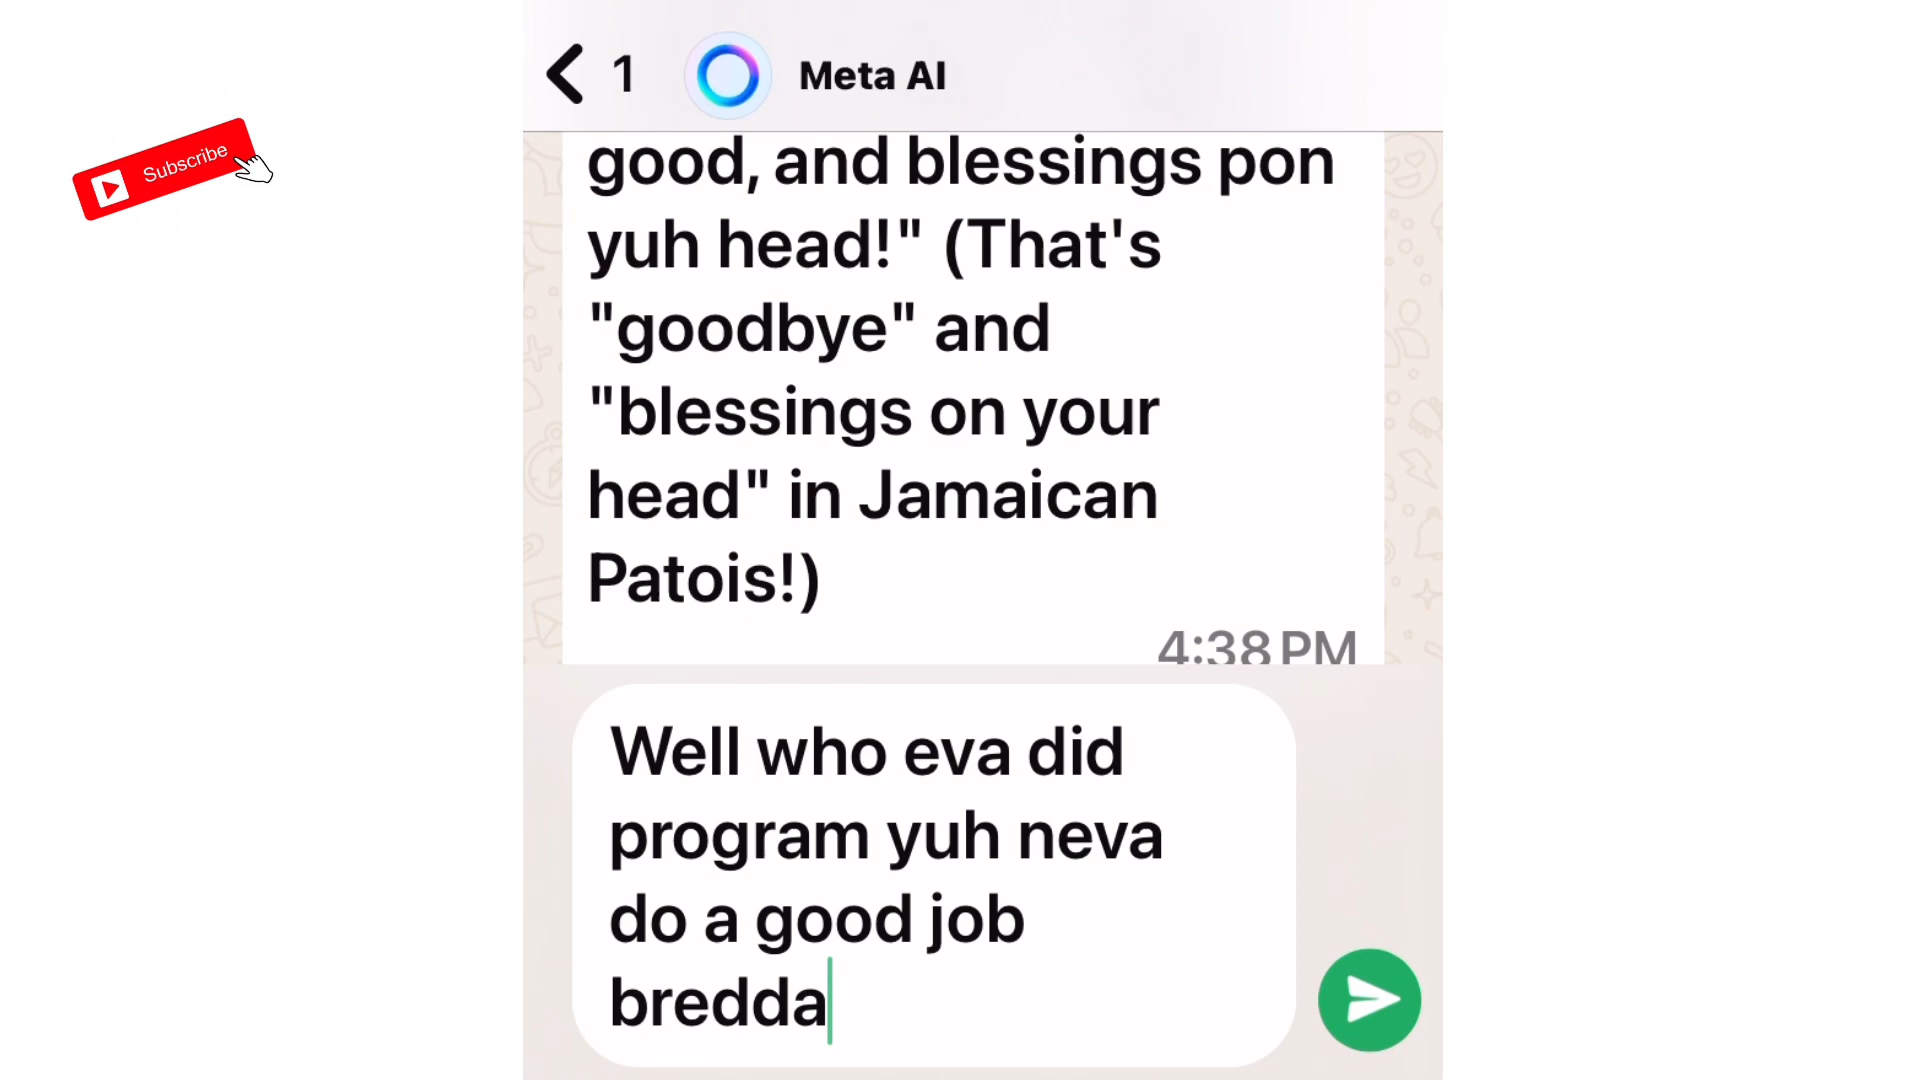 1 Meta AI
Subscribe
good, and blessings pon
yuh head!" (That's
"goodbye" and
"blessings on your
head" in Jamaican
Patois!)
4:38 PM
Well who eva did
program yuh neva
do a good job
bredda